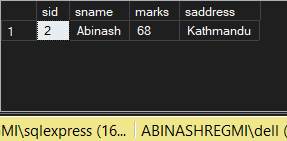 sid sname marks saddress
1 2 Abinash 68 Kathmandu
MI\sqlexpress (16... ABINASHREGMI\dell (